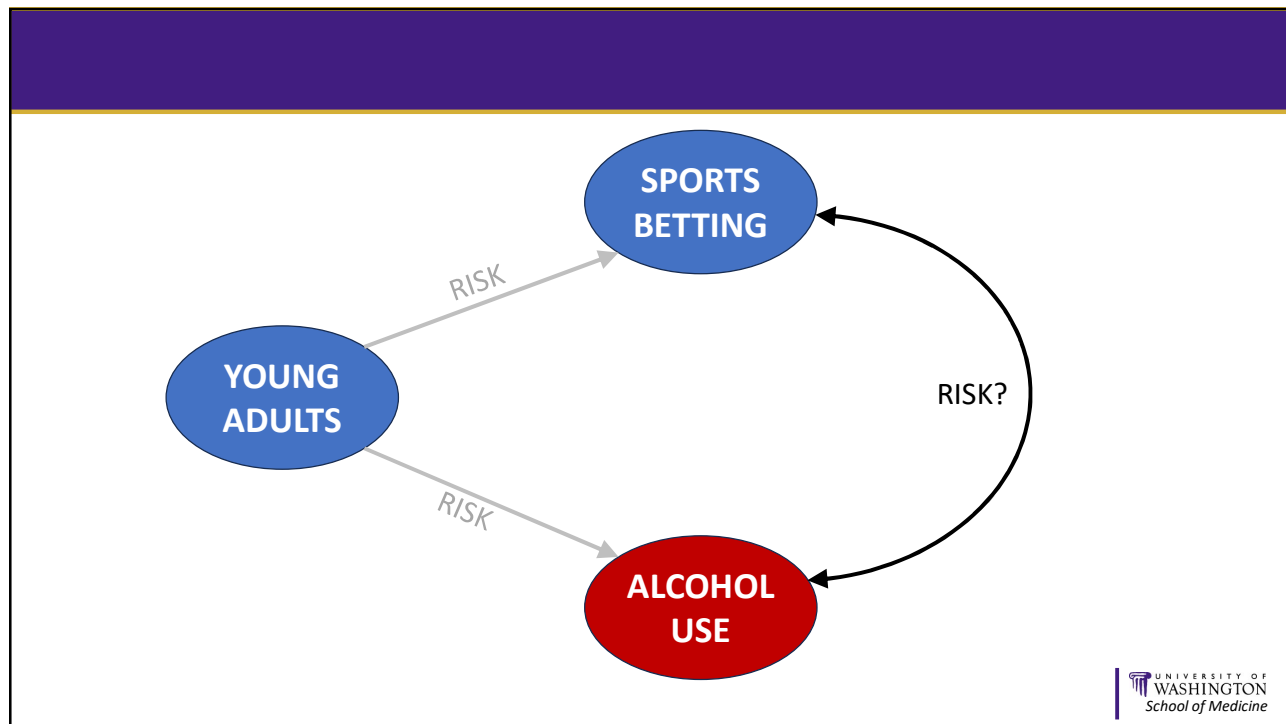 SPORTS
BETTING
RISK
YOUNG
ADULTS
RISK?
RISK
ALCOHOL
USE
UNIVERSITY OF
WASHINGTON
School of Medicine